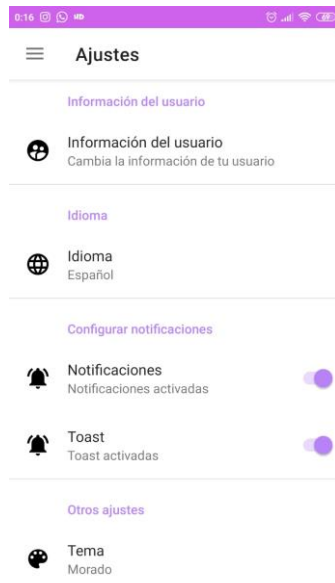 0:16 HD
Ajustes
Información del usuario
Información del usuario
Cambia la información de tu usuario
Idioma
Idioma
Español
Configurar notificaciones
Notificaciones
Notificaciones activadas
Toast
Toast activadas
Otros ajustes
Tema
Morado